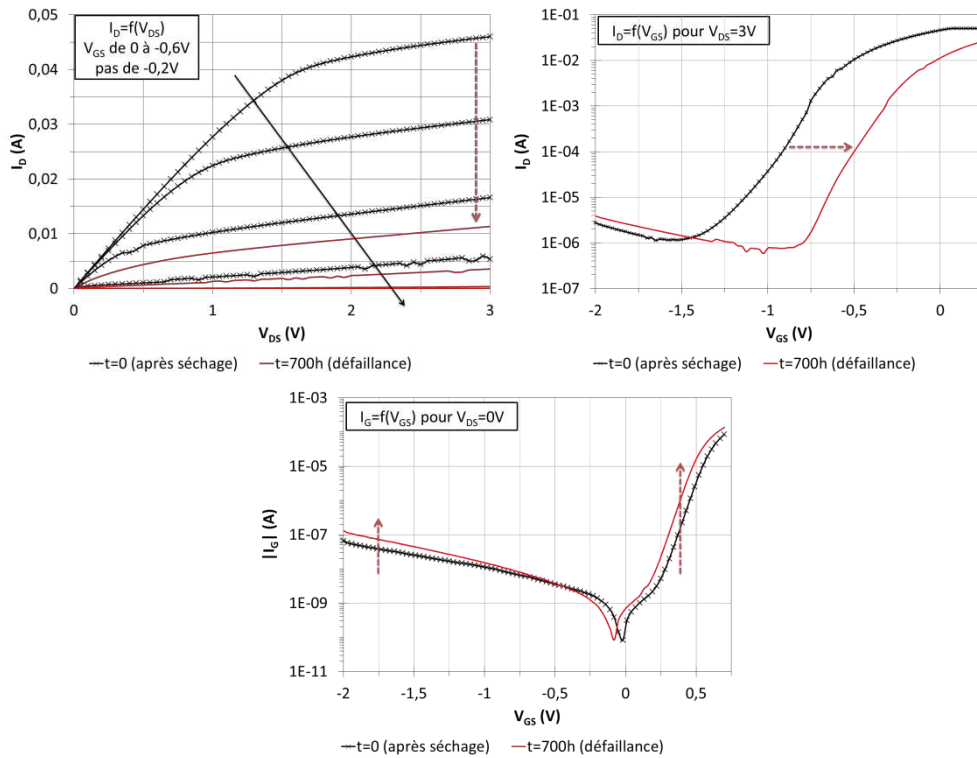 I_D=f(V_DS)
V_GS de 0 à -0,6V
pas de -0,2V
0,05
0,04
0,03
0,02
0,01
0
I_D (A)
0
1
2
3
V_DS (V)
t=0 (après séchage)
t=700h (défaillance)
I_D=f(V_GS) pour V_DS=3V
1E-01
1E-02
1E-03
1E-04
1E-05
1E-06
1E-07
I_D (A)
-2
-1,5
-1
-0,5
0
V_GS (V)
t=0 (après séchage)
t=700h (défaillance)
I_G=f(V_GS) pour V_DS=0V
1E-03
1E-05
1E-07
1E-09
1E-11
|I_G| (A)
-2
-1,5
-1
-0,5
0
0,5
V_GS (V)
t=0 (après séchage)
t=700h (défaillance)